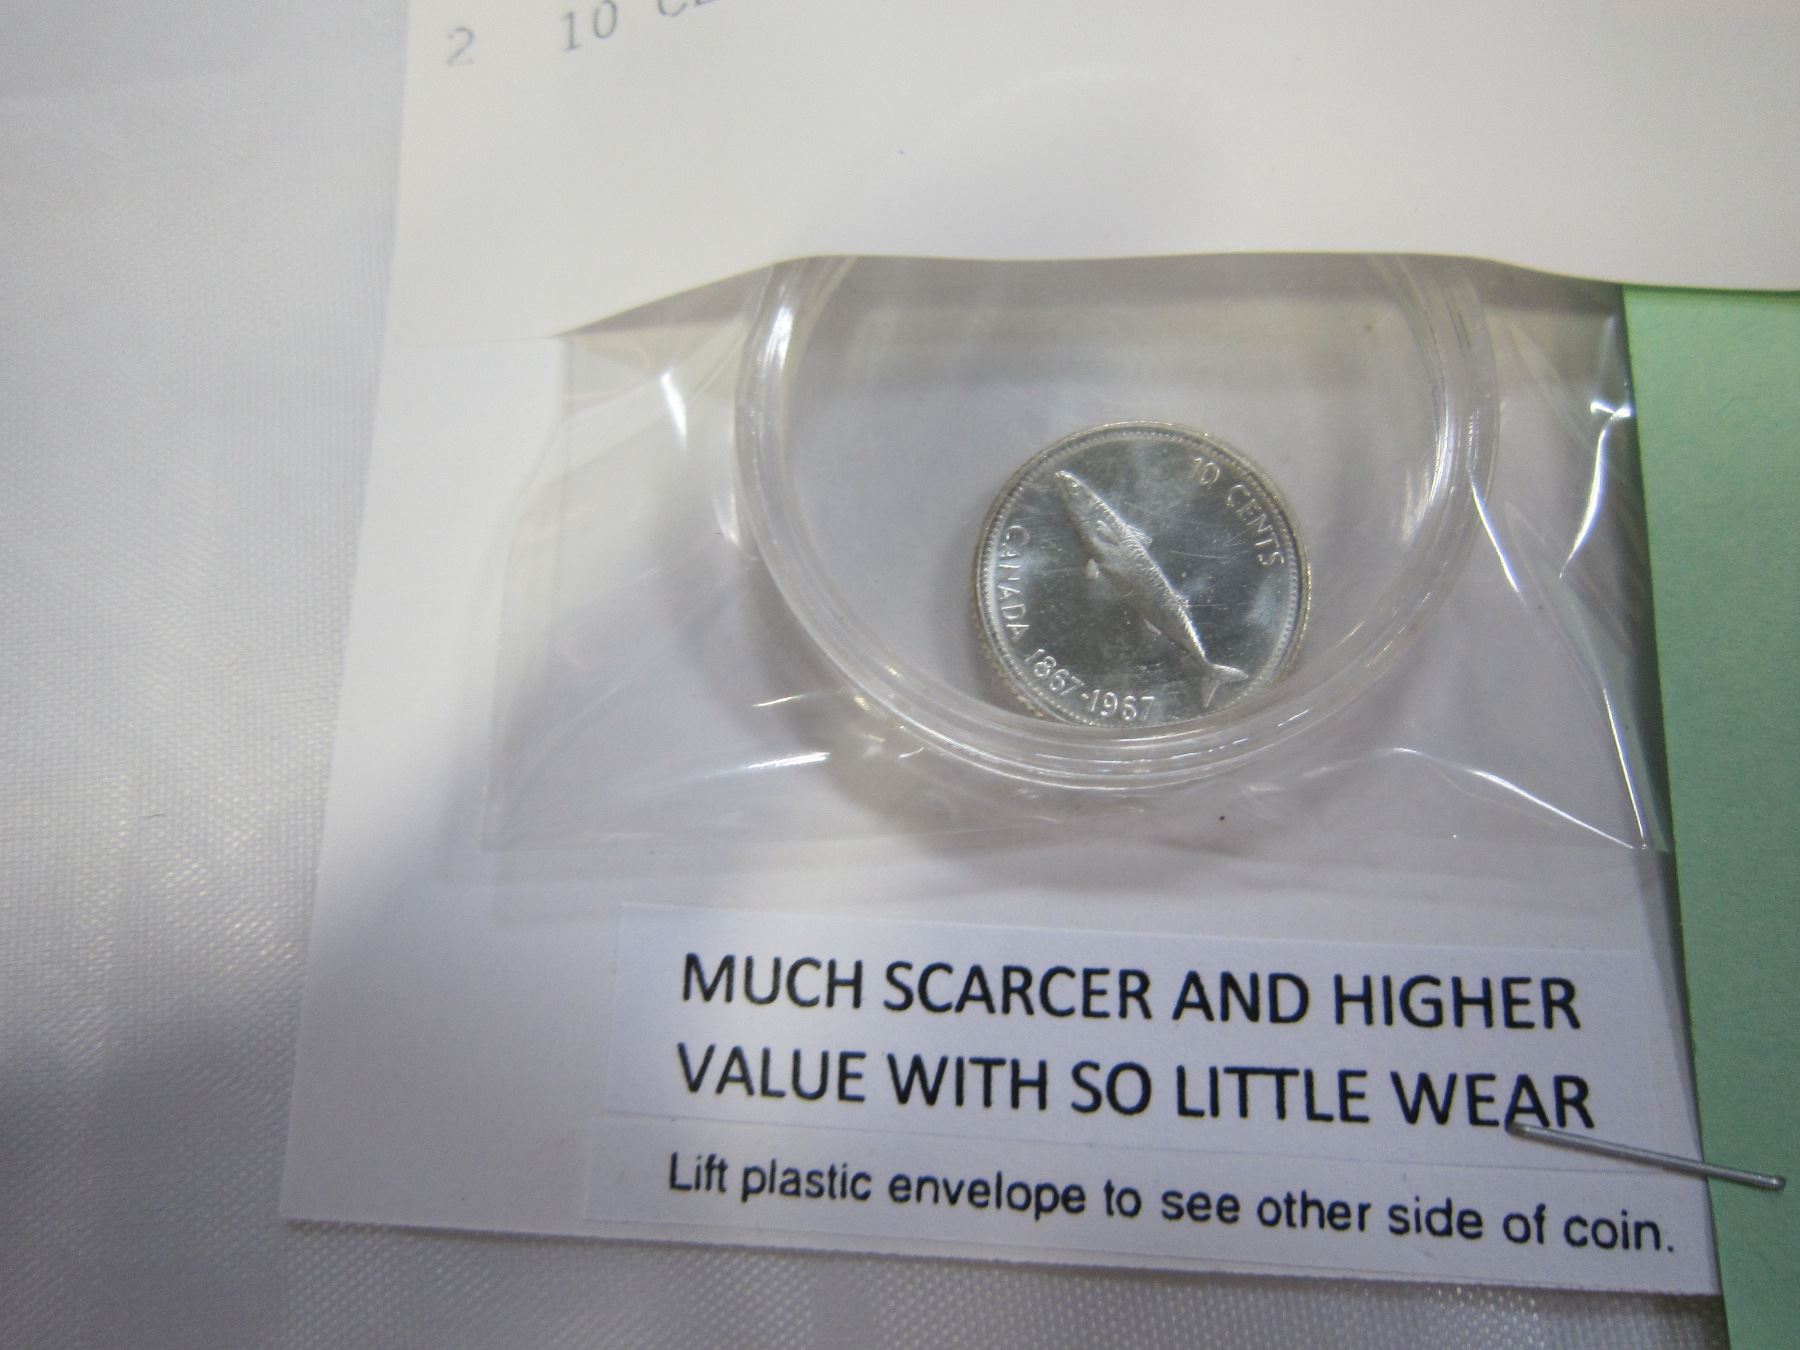 2 10
10 CENTS
CANADA 1867-1967
MUCH SCARCER AND HIGHER
VALUE WITH SO LITTLE WEAR
Lift plastic envelope to see other side of coin.